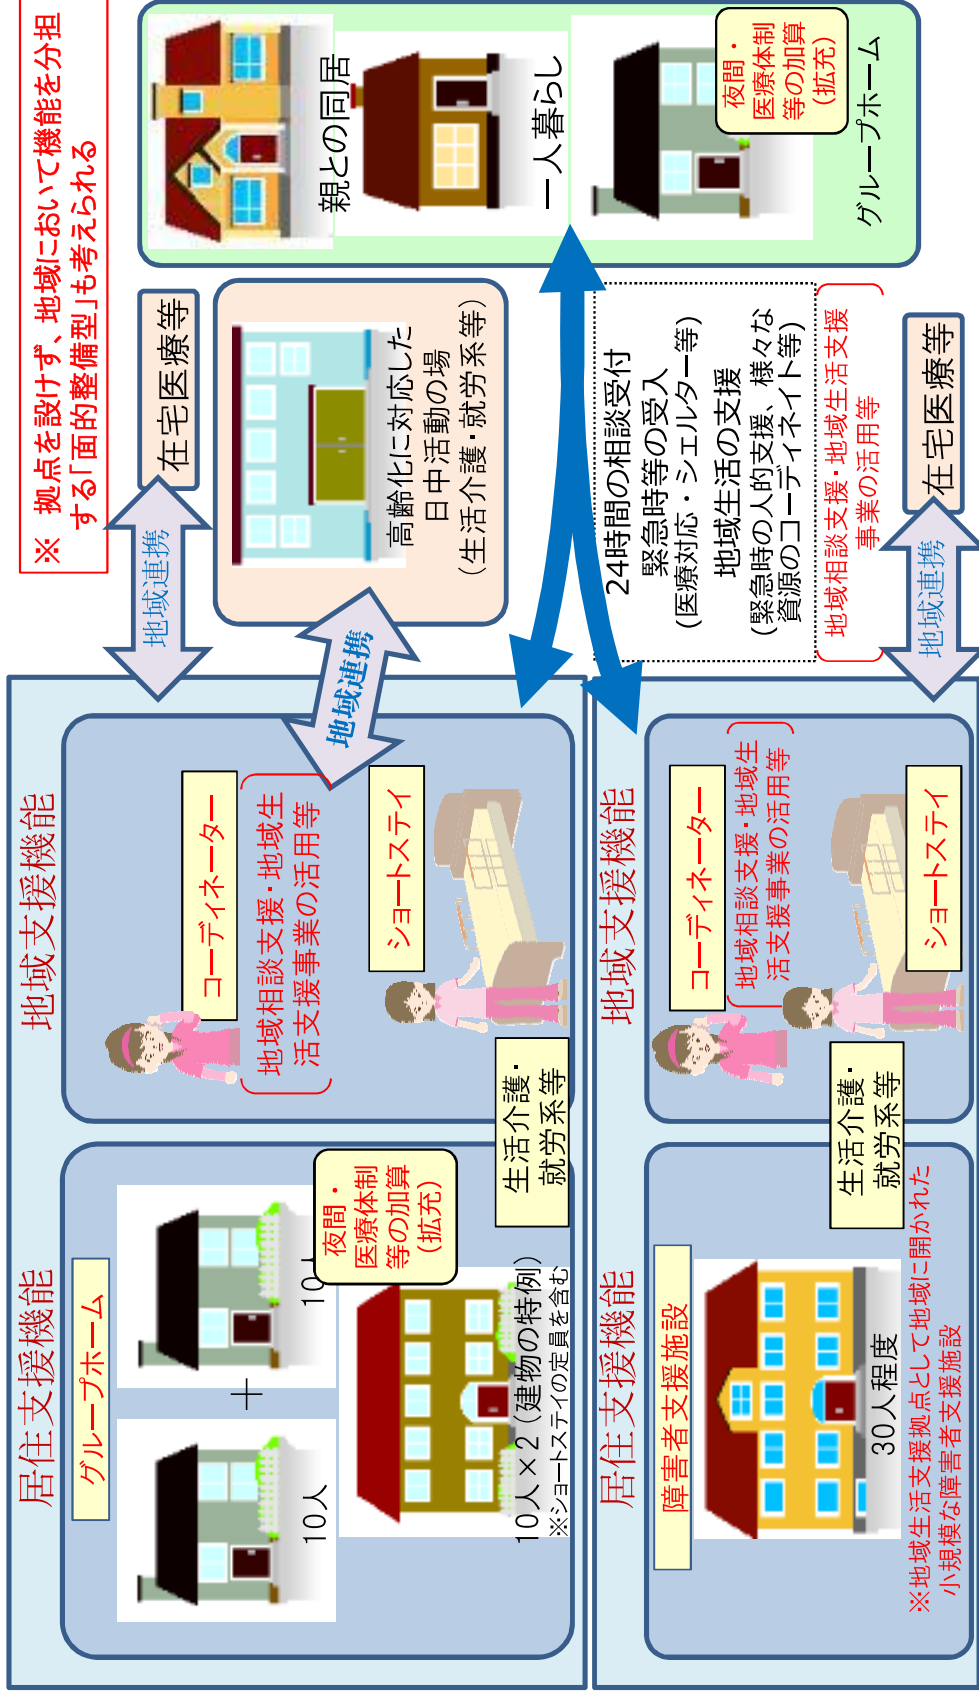 ※ 拠点を設けず、地域において機能を分担
する「面的整備型」も考えられる
居住支援機能
グループホーム
10人
＋
10人
夜間・
医療体制
等の加算
（拡充）
10人×2（建物の特例）
※ショートステイの定員を含む
生活介護・
就労系等
地域支援機能
コーディネーター
地域相談支援・地域生
活支援事業の活用等
ショートステイ
地域連携
在宅医療等
地域連携
高齢化に対応した
日中活動の場
（生活介護・就労系等）
親との同居
一人暮らし
グループホーム
夜間・
医療体制
等の加算
（拡充）
24時間の相談受付
緊急時等の受入
（医療対応・シェルター等）
地域生活の支援
（緊急時の人的支援、様々な
資源のコーディネイト等）
地域相談支援・地域生活支援
事業の活用等
居住支援機能
障害者支援施設
30人程度
※地域生活支援拠点として地域に開かれた
小規模な障害者支援施設
生活介護・
就労系等
地域支援機能
コーディネーター
地域相談支援・地域生
活支援事業の活用等
ショートステイ
地域連携
在宅医療等